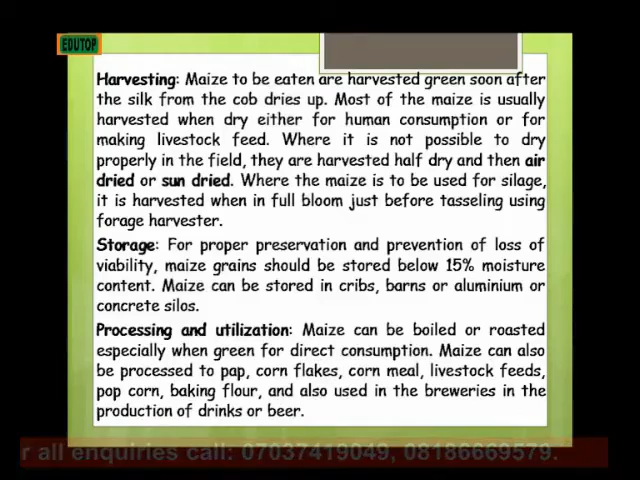 EDUTOP
Harvesting: Maize to be eaten are harvested green soon after
the silk from the cob dries up. Most of the maize is usually
harvested when dry either for human consumption or for
making livestock feed. Where it is not possible to dry
properly in the field, they are harvested half dry and then air
dried or sun dried. Where the maize is to be used for silage,
it is harvested when in full bloom just before tasseling using
forage harvester.
Storage: For proper preservation and prevention of loss of
viability, maize grains should be stored below 15% moisture
content. Maize can be stored in cribs, barns or aluminium or
concrete silos.
Processing and utilization: Maize can be boiled or roasted
especially when green for direct consumption. Maize can also
be processed to pap, corn flakes, corn meal, livestock feeds,
pop corn, baking flour, and also used in the breweries in the
production of drinks or beer.
r all enquiries call: 07037419049, 08186669579.